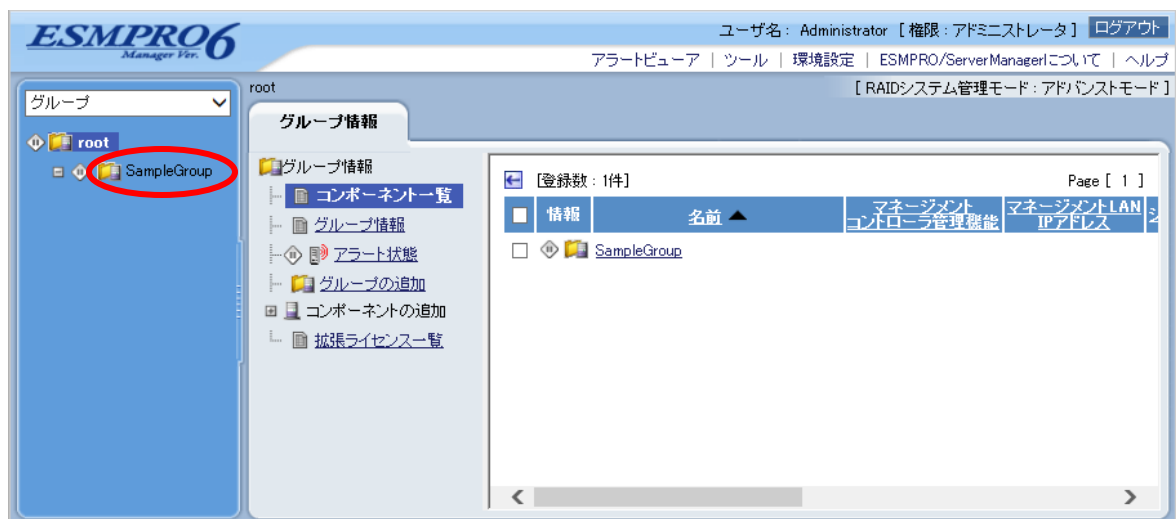 ESMPRO6
Manager Ver.
ユーザ名： Administrator [ 権限：アドミニストレータ ] ログアウト
アラートビューア | ツール | 環境設定 | ESMPRO/ServerManagerについて | ヘルプ
グループ
root
SampleGroup
root
[ RAIDシステム管理モード：アドバンストモード ]
グループ情報
グループ情報
コンポーネント一覧
グループ情報
アラート状態
グループの追加
コンポーネントの追加
拡張ライセンス一覧
[登録数：1件]
Page [ 1 ]
情報 名前▲ マネージメントコントローラ管理機能 マネージメントLAN IPアドレス
SampleGroup